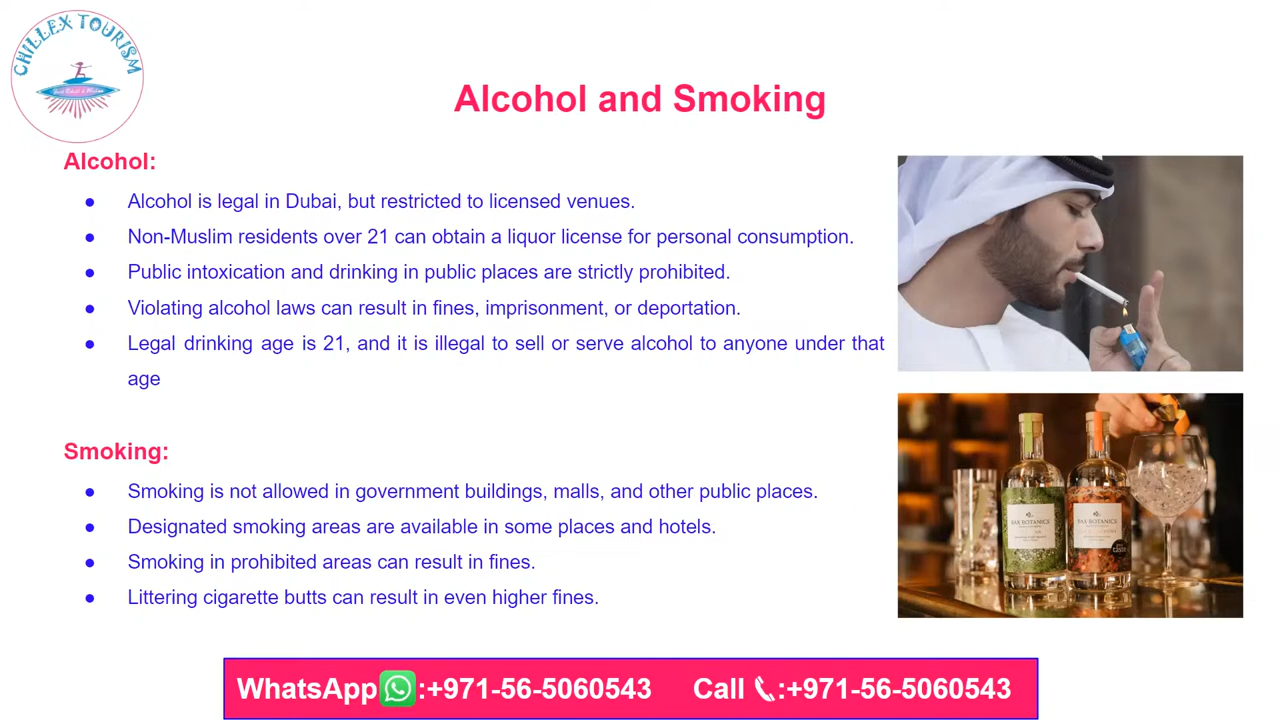 CHILLEX TOURISM
Alcohol and Smoking
Alcohol:
● Alcohol is legal in Dubai, but restricted to licensed venues.
● Non-Muslim residents over 21 can obtain a liquor license for personal consumption.
● Public intoxication and drinking in public places are strictly prohibited.
● Violating alcohol laws can result in fines, imprisonment, or deportation.
● Legal drinking age is 21, and it is illegal to sell or serve alcohol to anyone under that
age
Smoking:
● Smoking is not allowed in government buildings, malls, and other public places.
● Designated smoking areas are available in some places and hotels.
● Smoking in prohibited areas can result in fines.
● Littering cigarette butts can result in even higher fines.
BAX BOTANICS
BAX BOTANICS
WhatsApp :+971-56-5060543 Call :+971-56-5060543